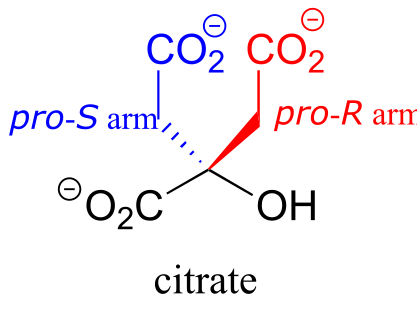 CO₂⊖ CO₂⊖
pro-S arm pro-R arm
⊖O₂C OH
citrate